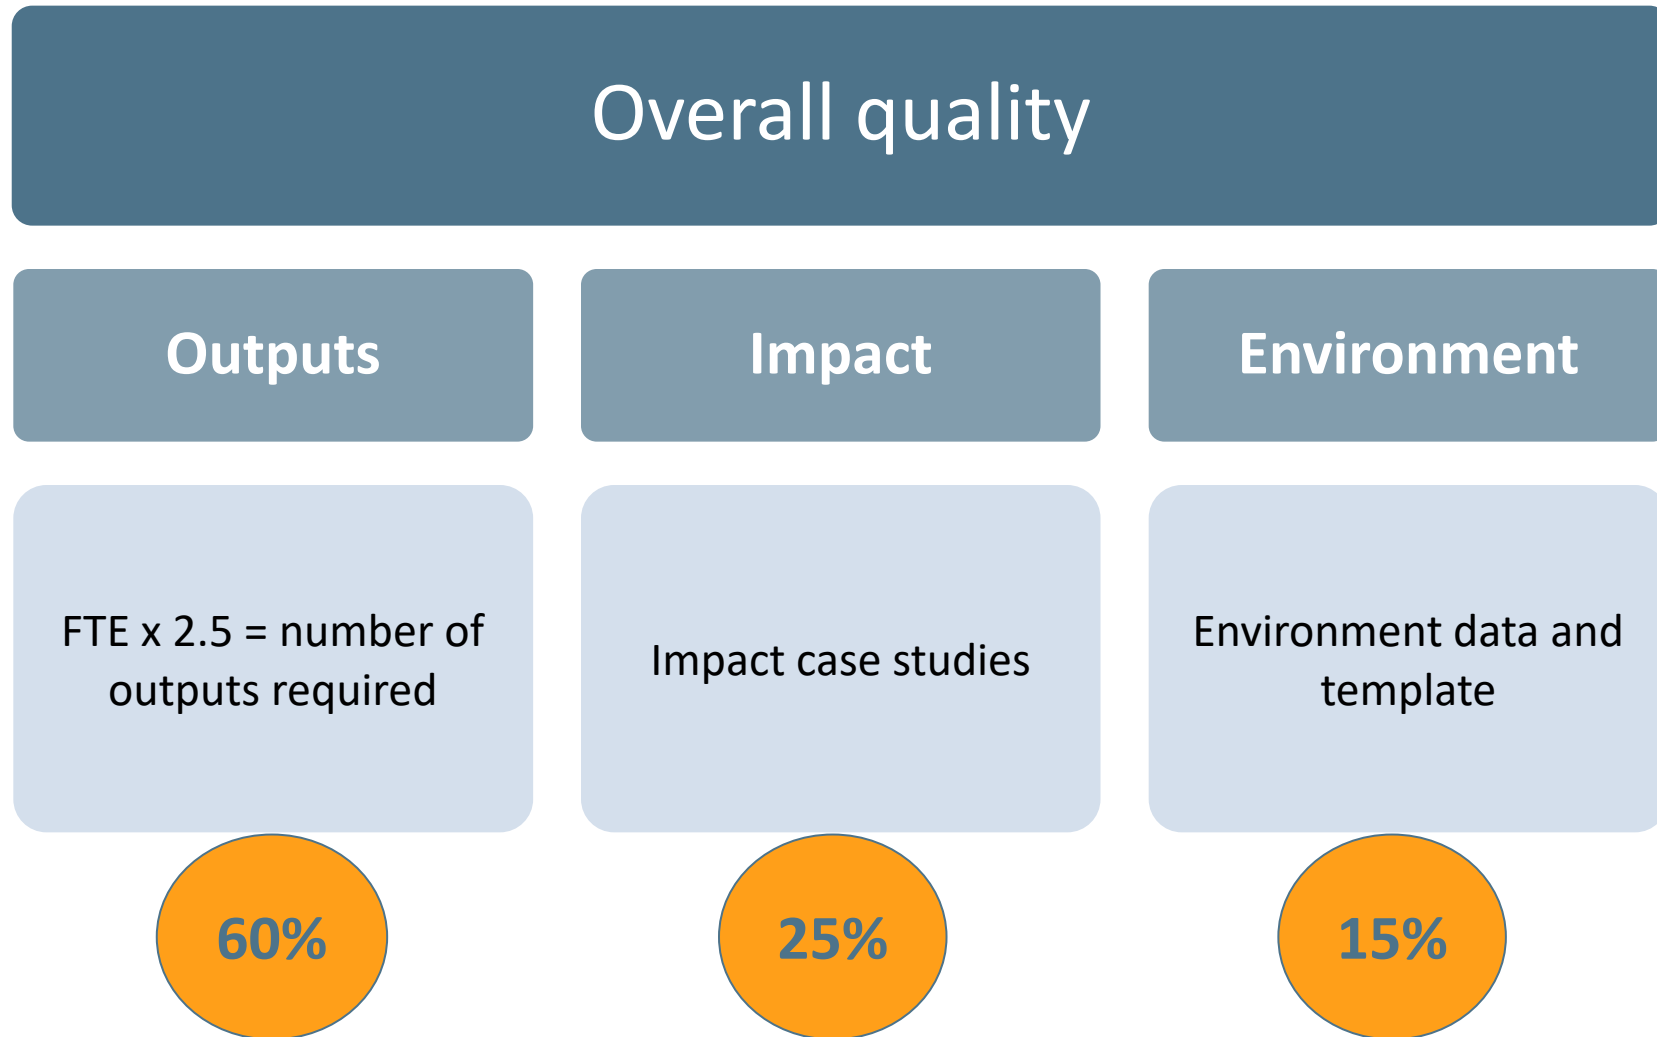 Overall quality
Outputs
Impact
Environment
FTE x 2.5 = number of
outputs required
Impact case studies
Environment data and
template
60%
25%
15%